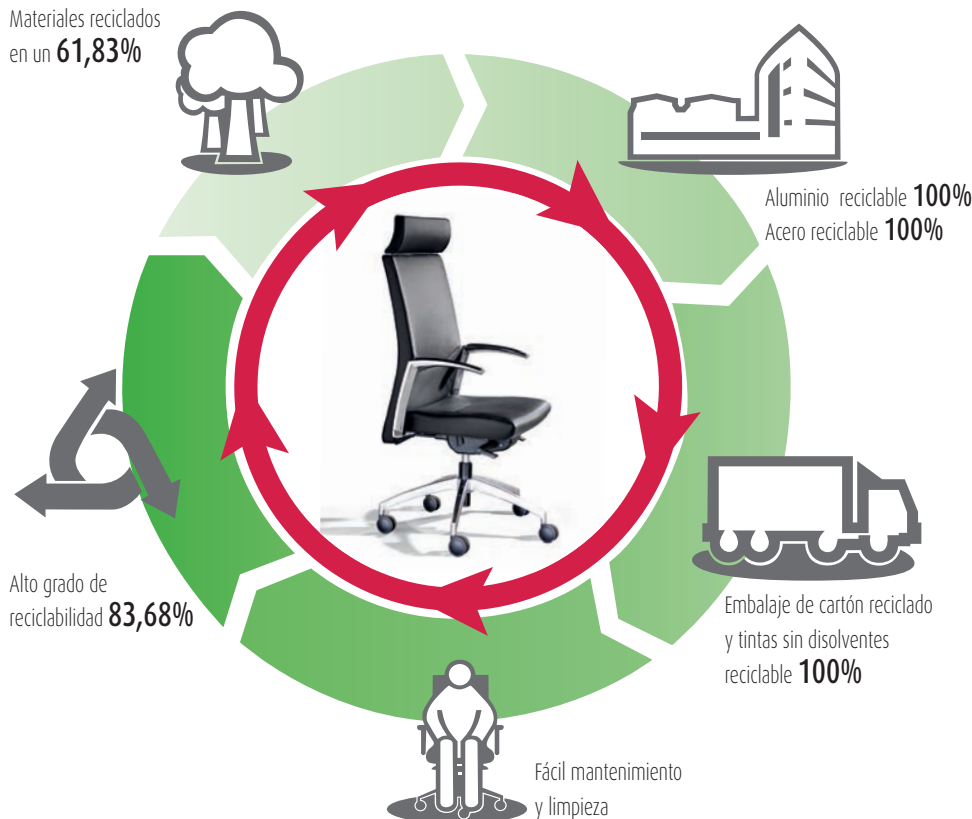 Materiales reciclados
en un 61,83%
Aluminio reciclable 100%
Acero reciclable 100%
Embalaje de cartón reciclado
y tintas sin disolventes
reciclable 100%
Fácil mantenimiento
y limpieza
Alto grado de
reciclabilidad 83,68%